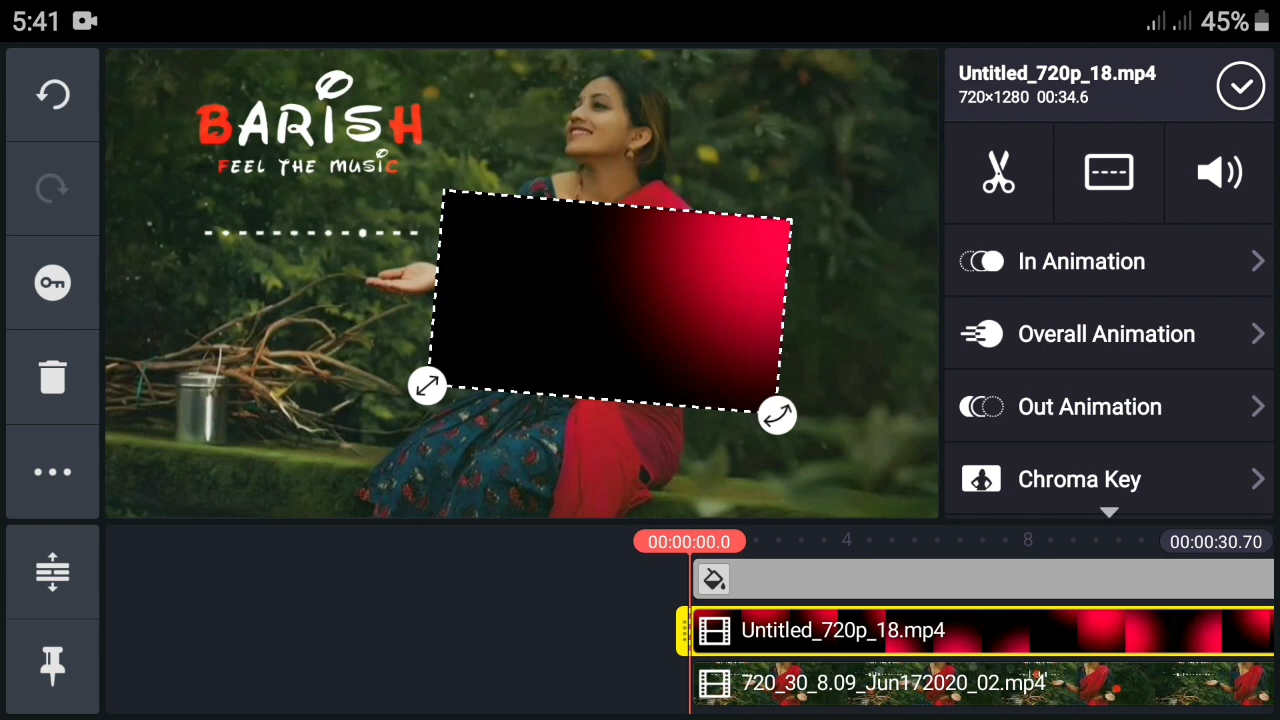 5:41
45%
BARISH
FEEL THE MUSIC
Untitled_720p_18.mp4
720×1280 00:34.6
In Animation
Overall Animation
Out Animation
Chroma Key
00:00:00.0
4
8
00:00:30.70
Untitled_720p_18.mp4
720_30_8.09_Jun172020_02.mp4